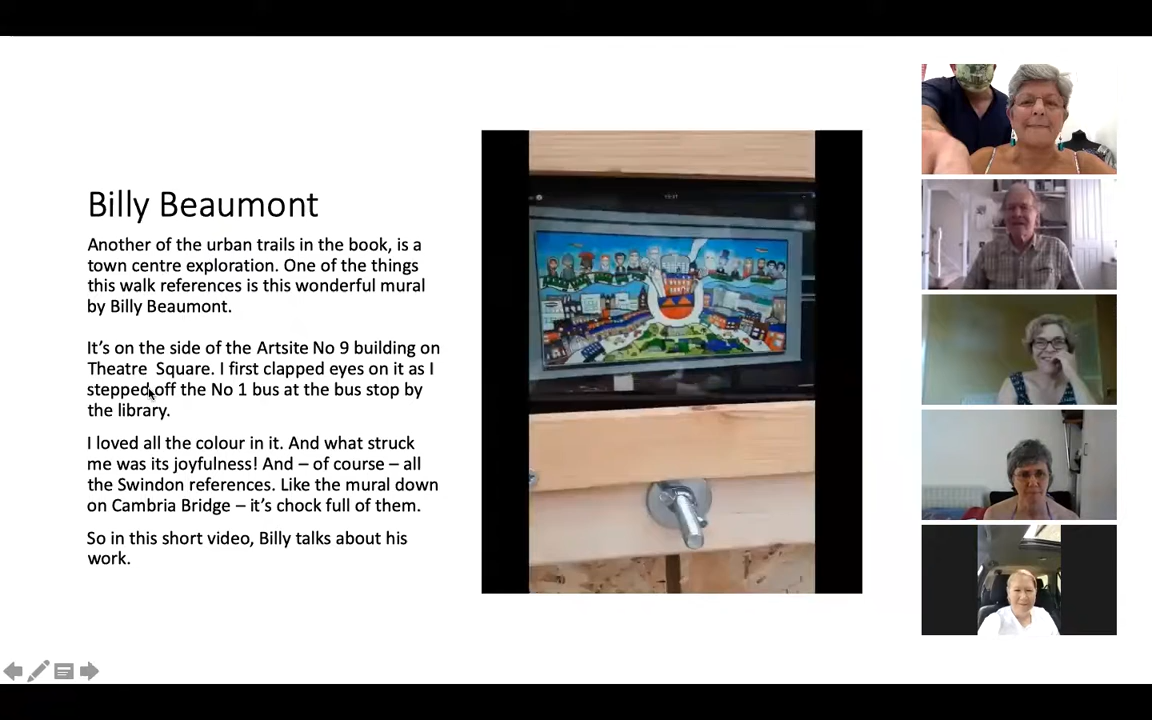 Billy Beaumont
Another of the urban trails in the book, is a
town centre exploration. One of the things
this walk references is this wonderful mural
by Billy Beaumont.
It’s on the side of the Artsite No 9 building on
Theatre Square. I first clapped eyes on it as I
stepped off the No 1 bus at the bus stop by
the library.
I loved all the colour in it. And what struck
me was its joyfulness! And – of course – all
the Swindon references. Like the mural down
on Cambria Bridge – it’s chock full of them.
So in this short video, Billy talks about his
work.